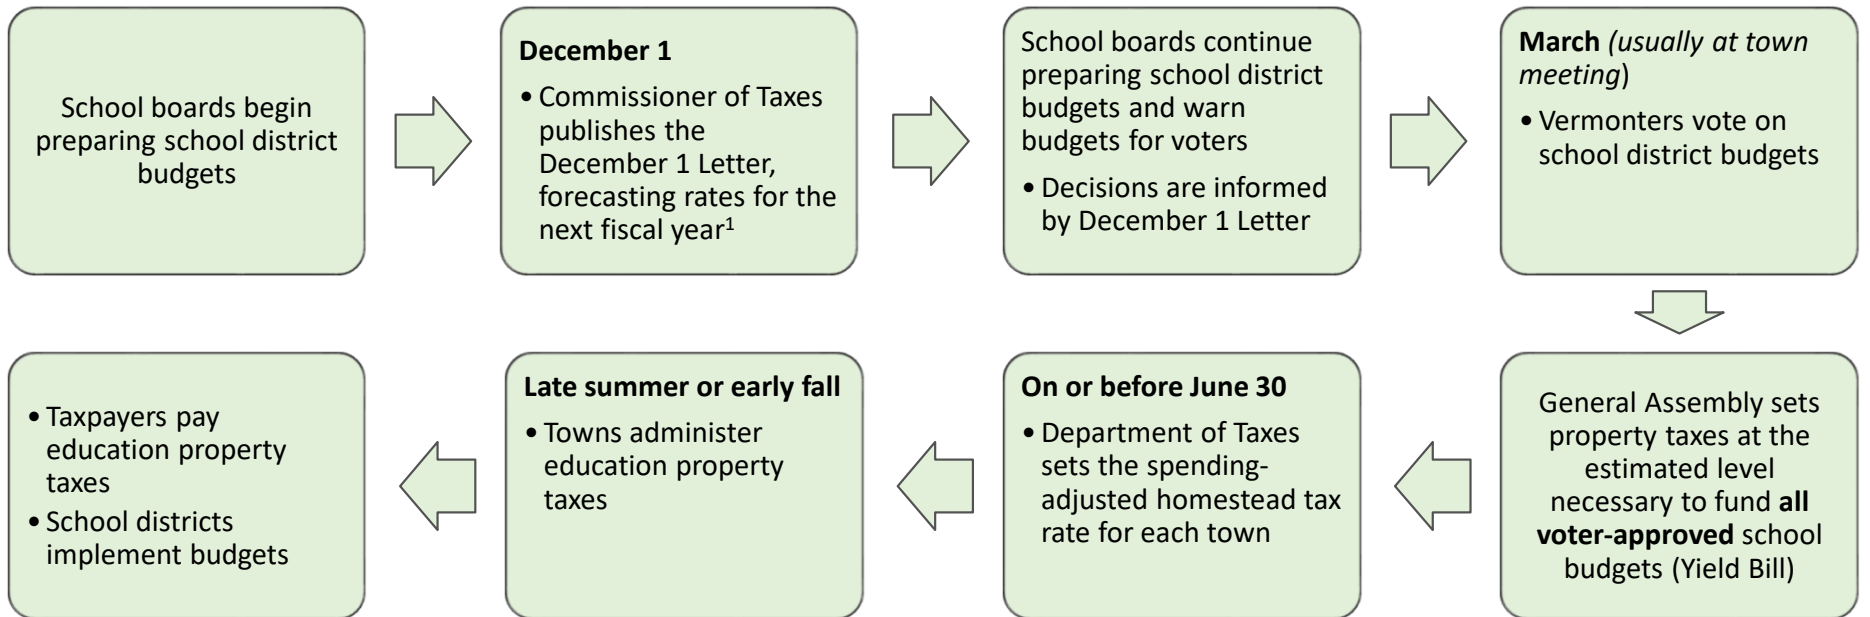 School boards begin
preparing school district
budgets
December 1
• Commissioner of Taxes
publishes the
December 1 Letter,
forecasting rates for the
next fiscal year1
School boards continue
preparing school district
budgets and warn
budgets for voters
• Decisions are informed
by December 1 Letter
March (usually at town
meeting)
• Vermonters vote on
school district budgets
General Assembly sets
property taxes at the
estimated level
necessary to fund all
voter-approved school
budgets (Yield Bill)
On or before June 30
• Department of Taxes
sets the spending-
adjusted homestead tax
rate for each town
Late summer or early fall
• Towns administer
education property
taxes
• Taxpayers pay
education property
taxes
• School districts
implement budgets